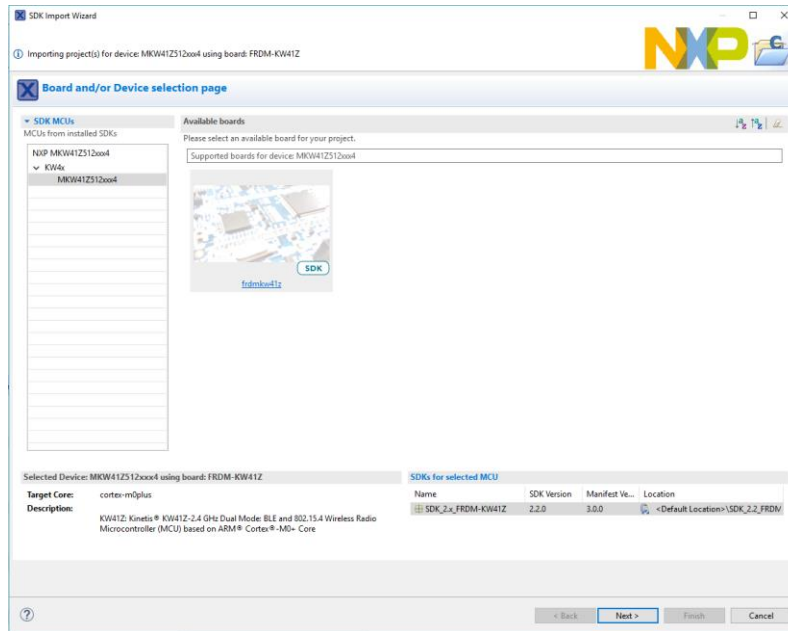 SDK Import Wizard
Importing project(s) for device: MKW41Z512xxx4 using board: FRDM-KW41Z
NXP
Board and/or Device selection page
SDK MCUs
MCUs from installed SDKs
NXP MKW41Z512xxx4
KW4x
MKW41Z512xxx4
Available boards
Please select an available board for your project.
Supported boards for device: MKW41Z512xxx4
SDK
frdmkw41z
Selected Device: MKW41Z512xxx4 using board: FRDM-KW41Z
Target Core: cortex-m0plus
Description:
KW41Z: Kinetis® KW41Z-2.4 GHz Dual Mode: BLE and 802.15.4 Wireless Radio
Microcontroller (MCU) based on ARM® Cortex®-M0+ Core
SDKs for selected MCU
Name SDK Version Manifest Ve... Location
SDK_2.x_FRDM-KW41Z 2.2.0 3.0.0 <Default Location>\SDK_2.2_FRDM
< Back Next > Finish Cancel